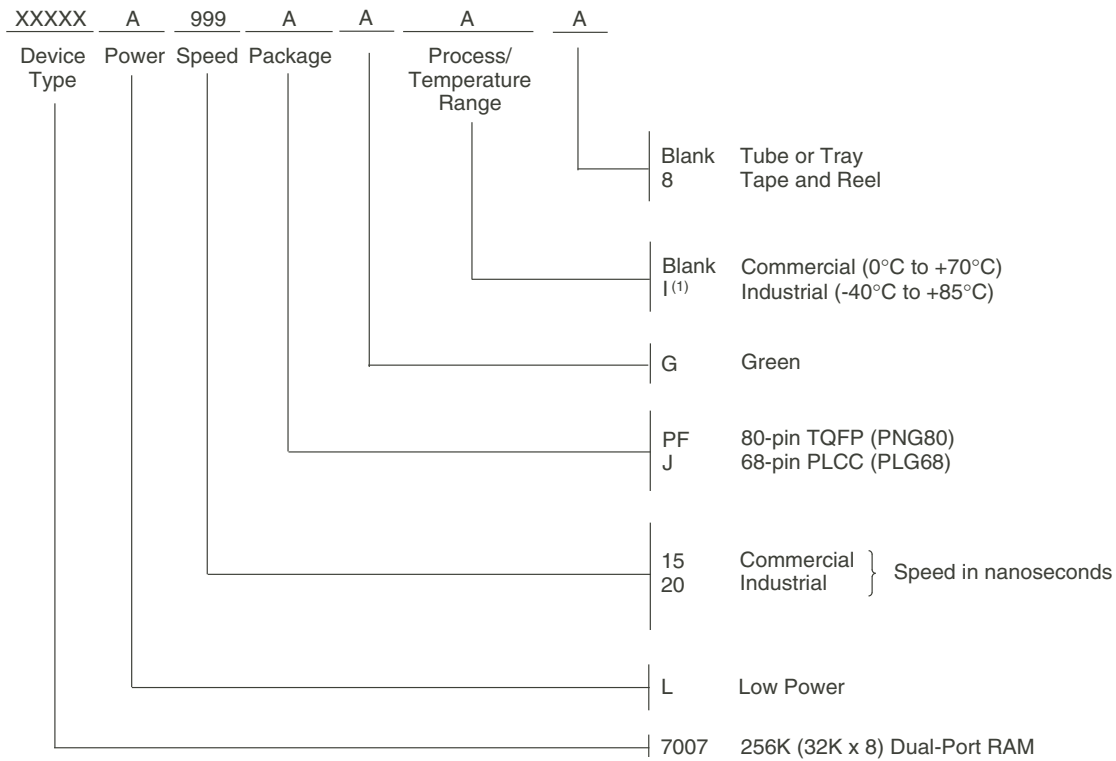 XXXXX A 999 A A A A
Device Type Power Speed Package Process/ Temperature Range
Blank Tube or Tray
8 Tape and Reel
Blank Commercial (0°C to +70°C)
I(1) Industrial (-40°C to +85°C)
G Green
PF 80-pin TQFP (PNG80)
J 68-pin PLCC (PLG68)
15 Commercial
20 Industrial
} Speed in nanoseconds
L Low Power
7007 256K (32K x 8) Dual-Port RAM